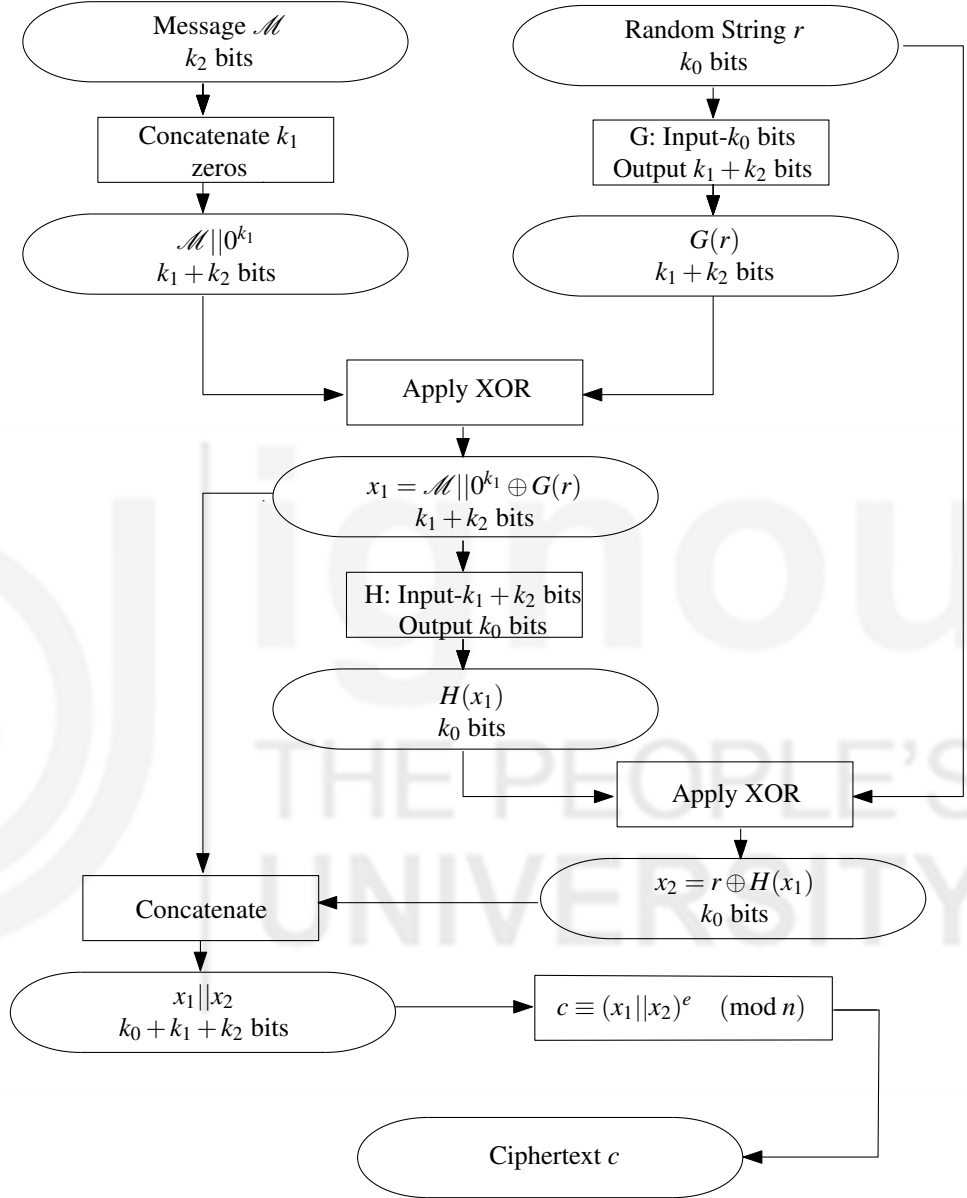 Message ℳ
k₂ bits
Random String r
k₀ bits
Concatenate k₁
zeros
G: Input-k₀ bits
Output k₁ + k₂ bits
ℳ||0^{k₁}
k₁ + k₂ bits
G(r)
k₁ + k₂ bits
Apply XOR
x₁ = ℳ||0^{k₁} ⊕ G(r)
k₁ + k₂ bits
H: Input-k₁ + k₂ bits
Output k₀ bits
H(x₁)
k₀ bits
Apply XOR
x₂ = r ⊕ H(x₁)
k₀ bits
Concatenate
x₁||x₂
k₀ + k₁ + k₂ bits
c ≡ (x₁||x₂)^e (mod n)
Ciphertext c
ignou
THE PEOPLE'S
UNIVERSITY